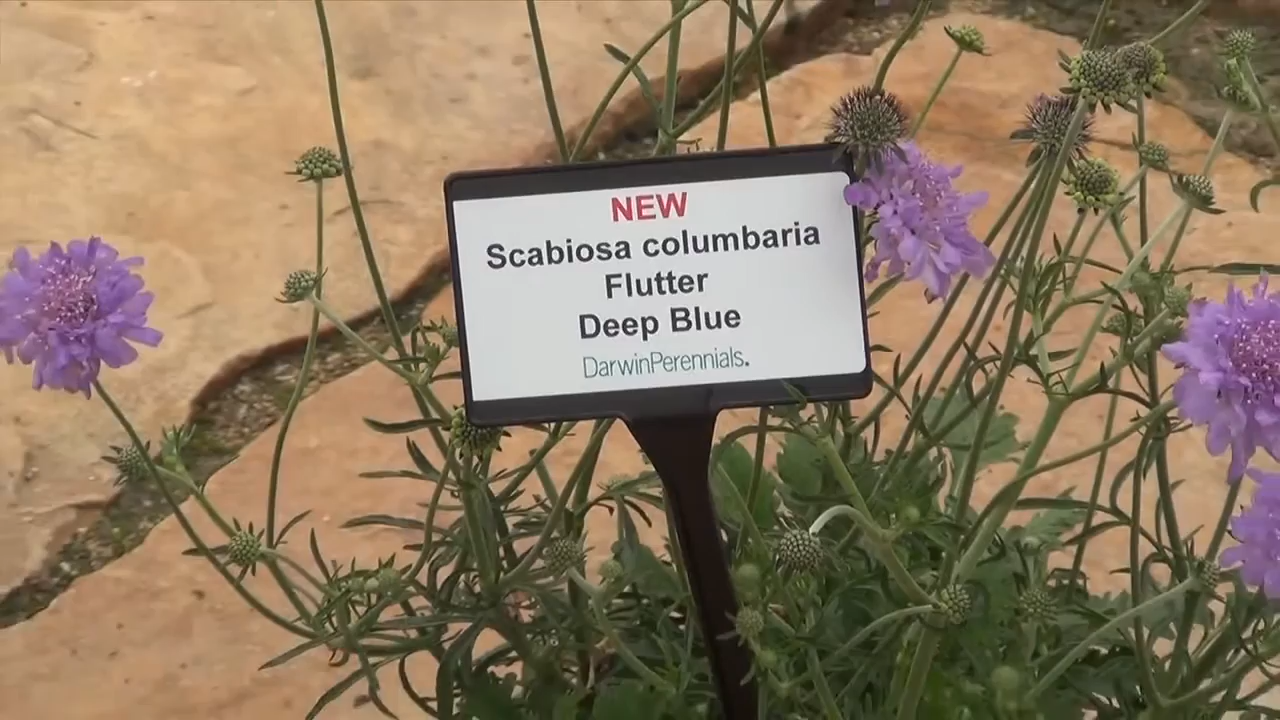 NEW
Scabiosa columbaria
Flutter
Deep Blue
DarwinPerennials.